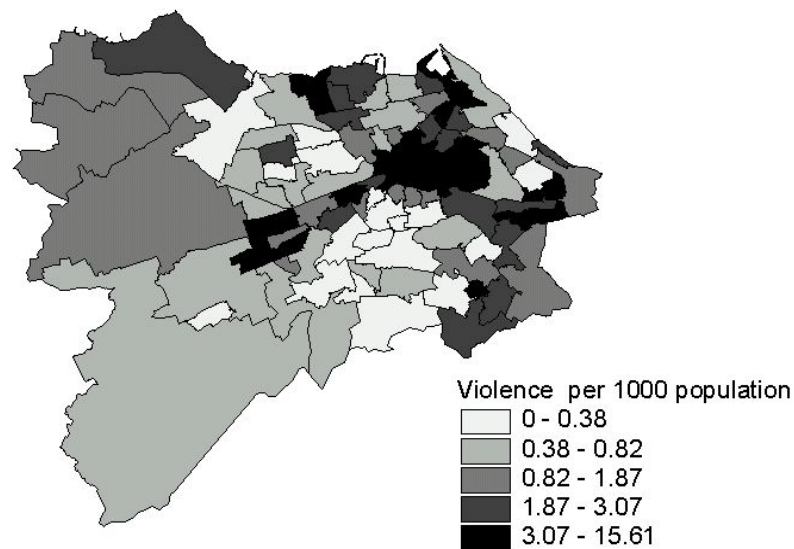 Violence per 1000 population
0 - 0.38
0.38 - 0.82
0.82 - 1.87
1.87 - 3.07
3.07 - 15.61